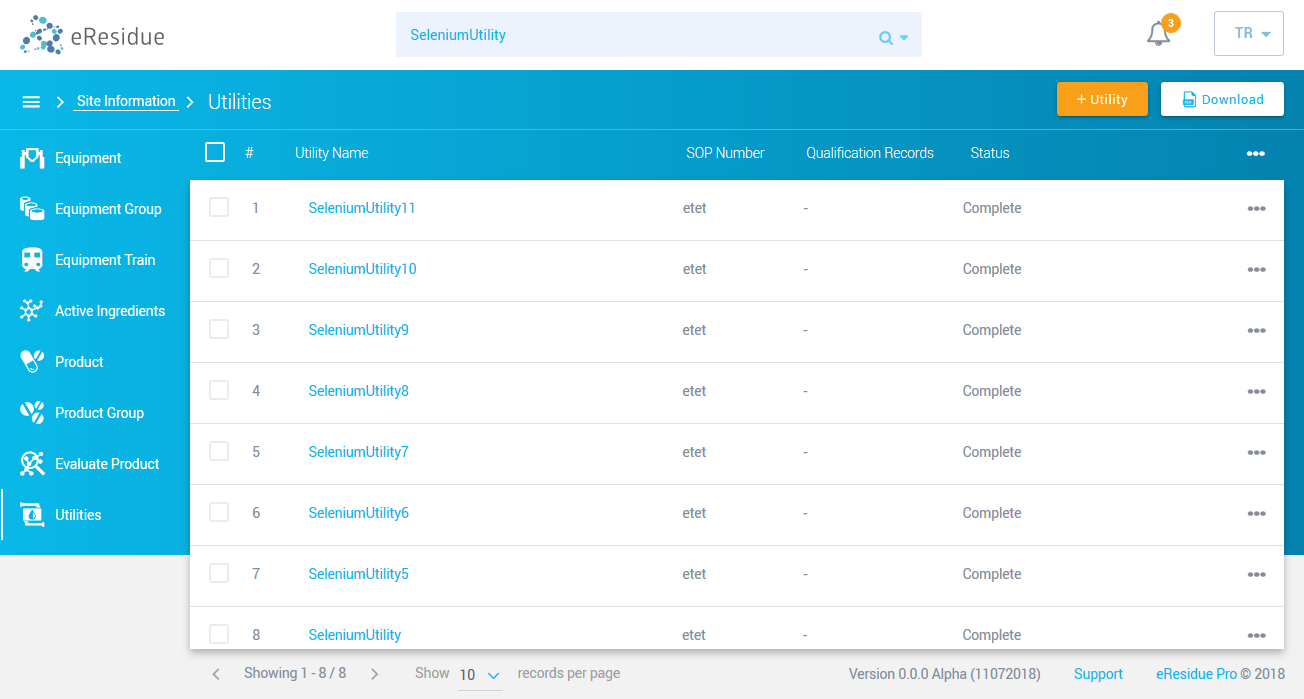 eResidue
SeleniumUtility
3
TR
Site Information
Utilities
+ Utility
Download
Equipment
Equipment Group
Equipment Train
Active Ingredients
Product
Product Group
Evaluate Product
Utilities
# Utility Name SOP Number Qualification Records Status •••
1 SeleniumUtility11 etet - Complete •••
2 SeleniumUtility10 etet - Complete •••
3 SeleniumUtility9 etet - Complete •••
4 SeleniumUtility8 etet - Complete •••
5 SeleniumUtility7 etet - Complete •••
6 SeleniumUtility6 etet - Complete •••
7 SeleniumUtility5 etet - Complete •••
8 SeleniumUtility etet - Complete •••
Showing 1 - 8 / 8 Show 10 records per page Version 0.0.0 Alpha (11072018) Support eResidue Pro © 2018